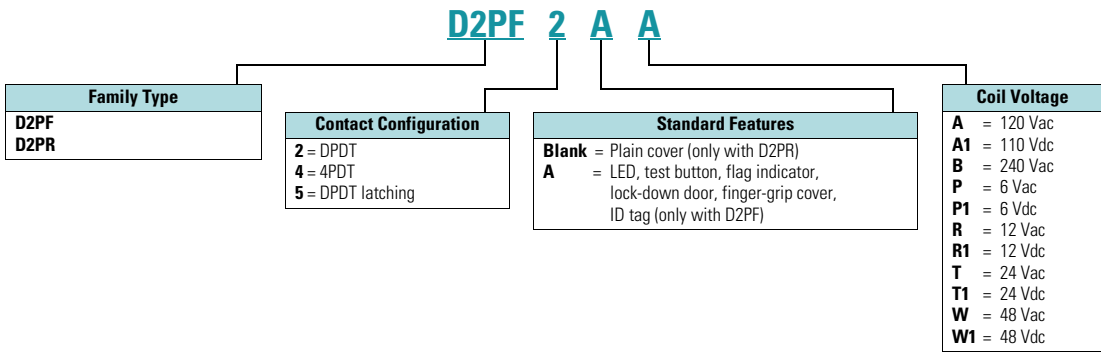 D2PF 2 A A
Family Type
D2PF
D2PR
Contact Configuration
2 = DPDT
4 = 4PDT
5 = DPDT latching
Standard Features
Blank = Plain cover (only with D2PR)
A = LED, test button, flag indicator,
lock-down door, finger-grip cover,
ID tag (only with D2PF)
Coil Voltage
A = 120 Vac
A1 = 110 Vdc
B = 240 Vac
P = 6 Vac
P1 = 6 Vdc
R = 12 Vac
R1 = 12 Vdc
T = 24 Vac
T1 = 24 Vdc
W = 48 Vac
W1 = 48 Vdc